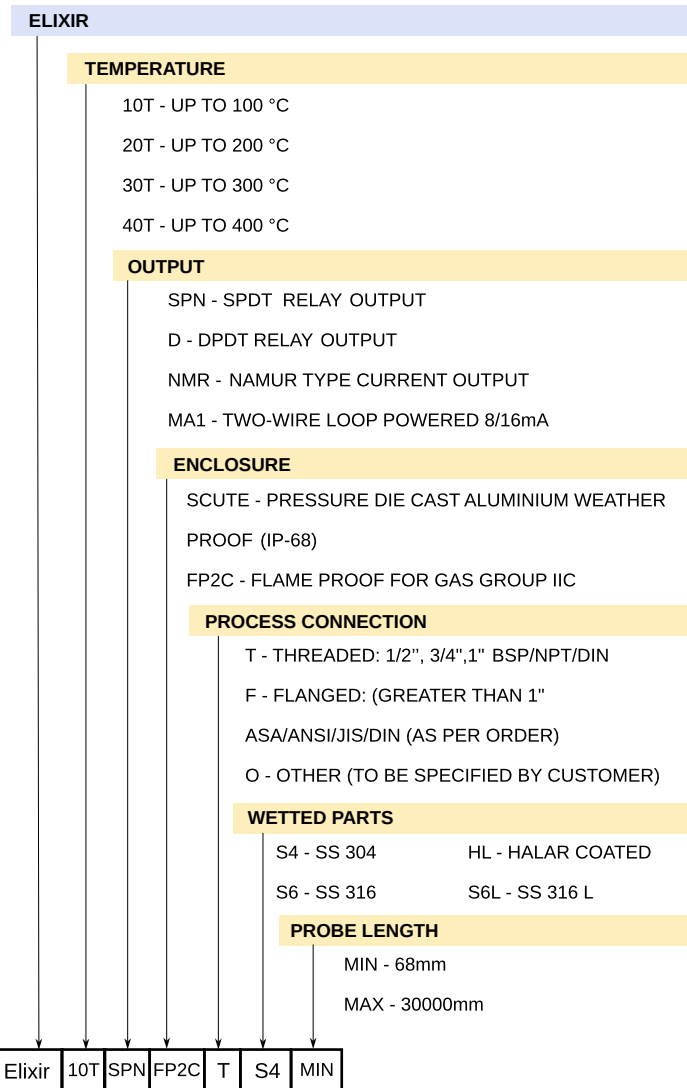 ELIXIR
TEMPERATURE
10T - UP TO 100 °C
20T - UP TO 200 °C
30T - UP TO 300 °C
40T - UP TO 400 °C
OUTPUT
SPN - SPDT RELAY OUTPUT
D - DPDT RELAY OUTPUT
NMR - NAMUR TYPE CURRENT OUTPUT
MA1 - TWO-WIRE LOOP POWERED 8/16mA
ENCLOSURE
SCUTE - PRESSURE DIE CAST ALUMINIUM WEATHER
PROOF (IP-68)
FP2C - FLAME PROOF FOR GAS GROUP IIC
PROCESS CONNECTION
T - THREADED: 1/2’’, 3/4",1" BSP/NPT/DIN
F - FLANGED: (GREATER THAN 1"
ASA/ANSI/JIS/DIN (AS PER ORDER)
O - OTHER (TO BE SPECIFIED BY CUSTOMER)
WETTED PARTS
S4 - SS 304 HL - HALAR COATED
S6 - SS 316 S6L - SS 316 L
PROBE LENGTH
MIN - 68mm
MAX - 30000mm
Elixir 10T SPN FP2C T S4 MIN